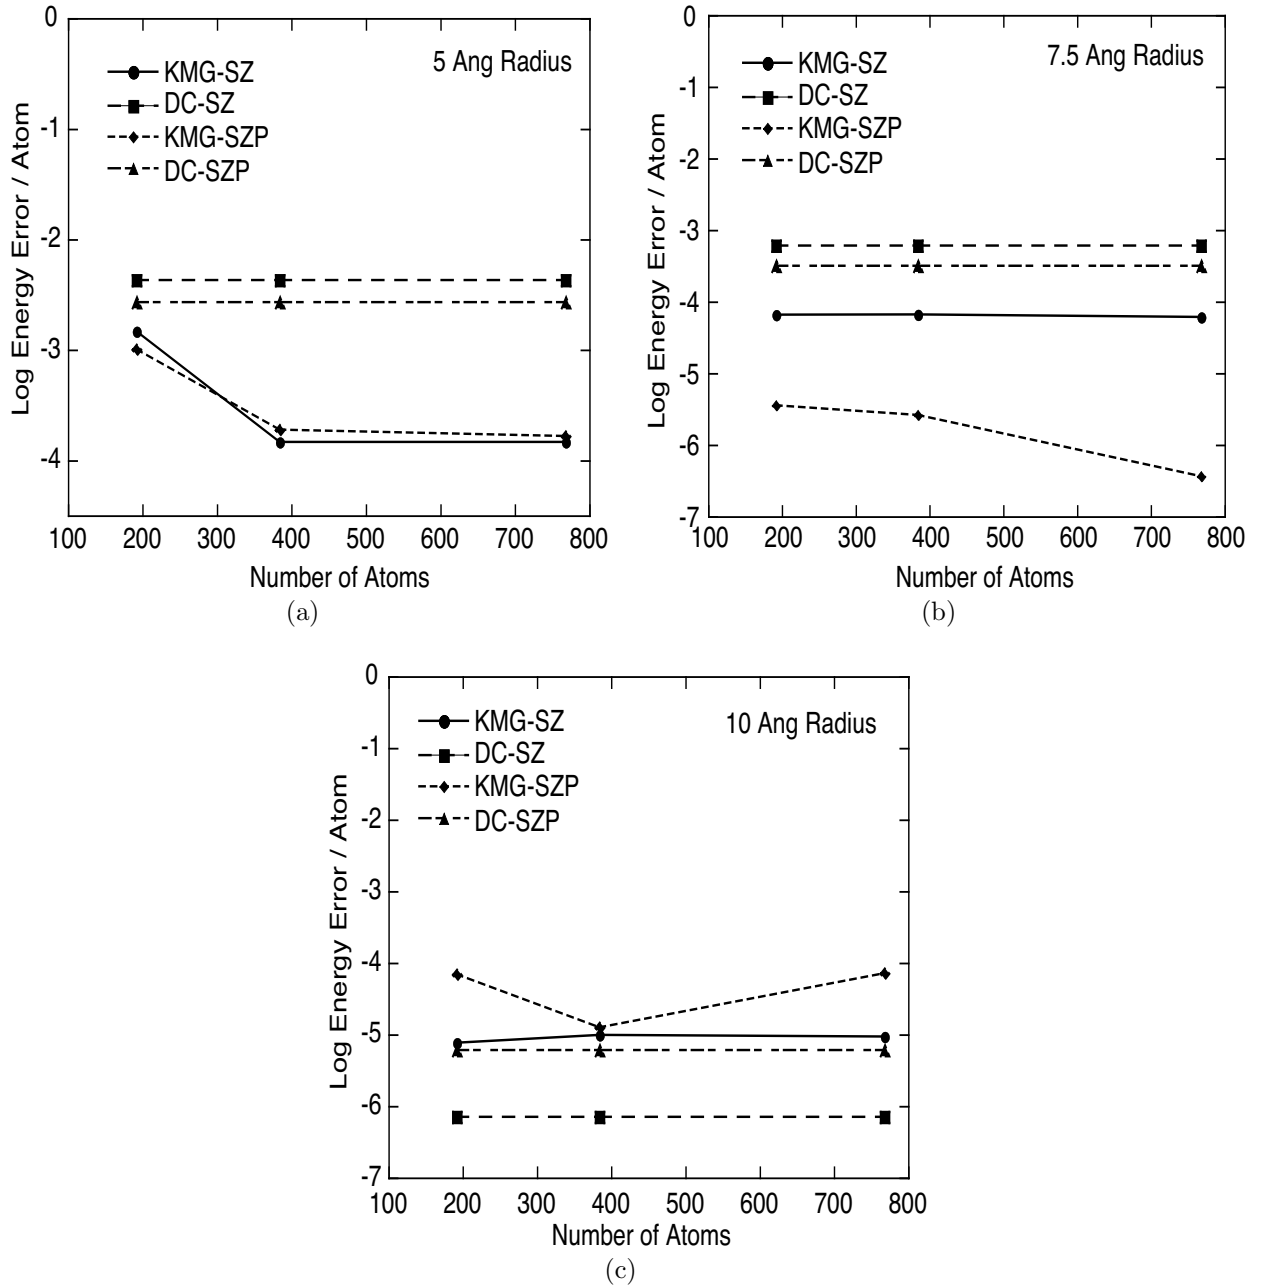 0
-1
-2
-3
-4
Log Energy Error / Atom
KMG-SZ
DC-SZ
KMG-SZP
DC-SZP
5 Ang Radius
100 200 300 400 500 600 700 800
Number of Atoms
(a)
0
-1
-2
-3
-4
-5
-6
-7
Log Energy Error / Atom
KMG-SZ
DC-SZ
KMG-SZP
DC-SZP
7.5 Ang Radius
100 200 300 400 500 600 700 800
Number of Atoms
(b)
0
-1
-2
-3
-4
-5
-6
-7
Log Energy Error / Atom
KMG-SZ
DC-SZ
KMG-SZP
DC-SZP
10 Ang Radius
100 200 300 400 500 600 700 800
Number of Atoms
(c)